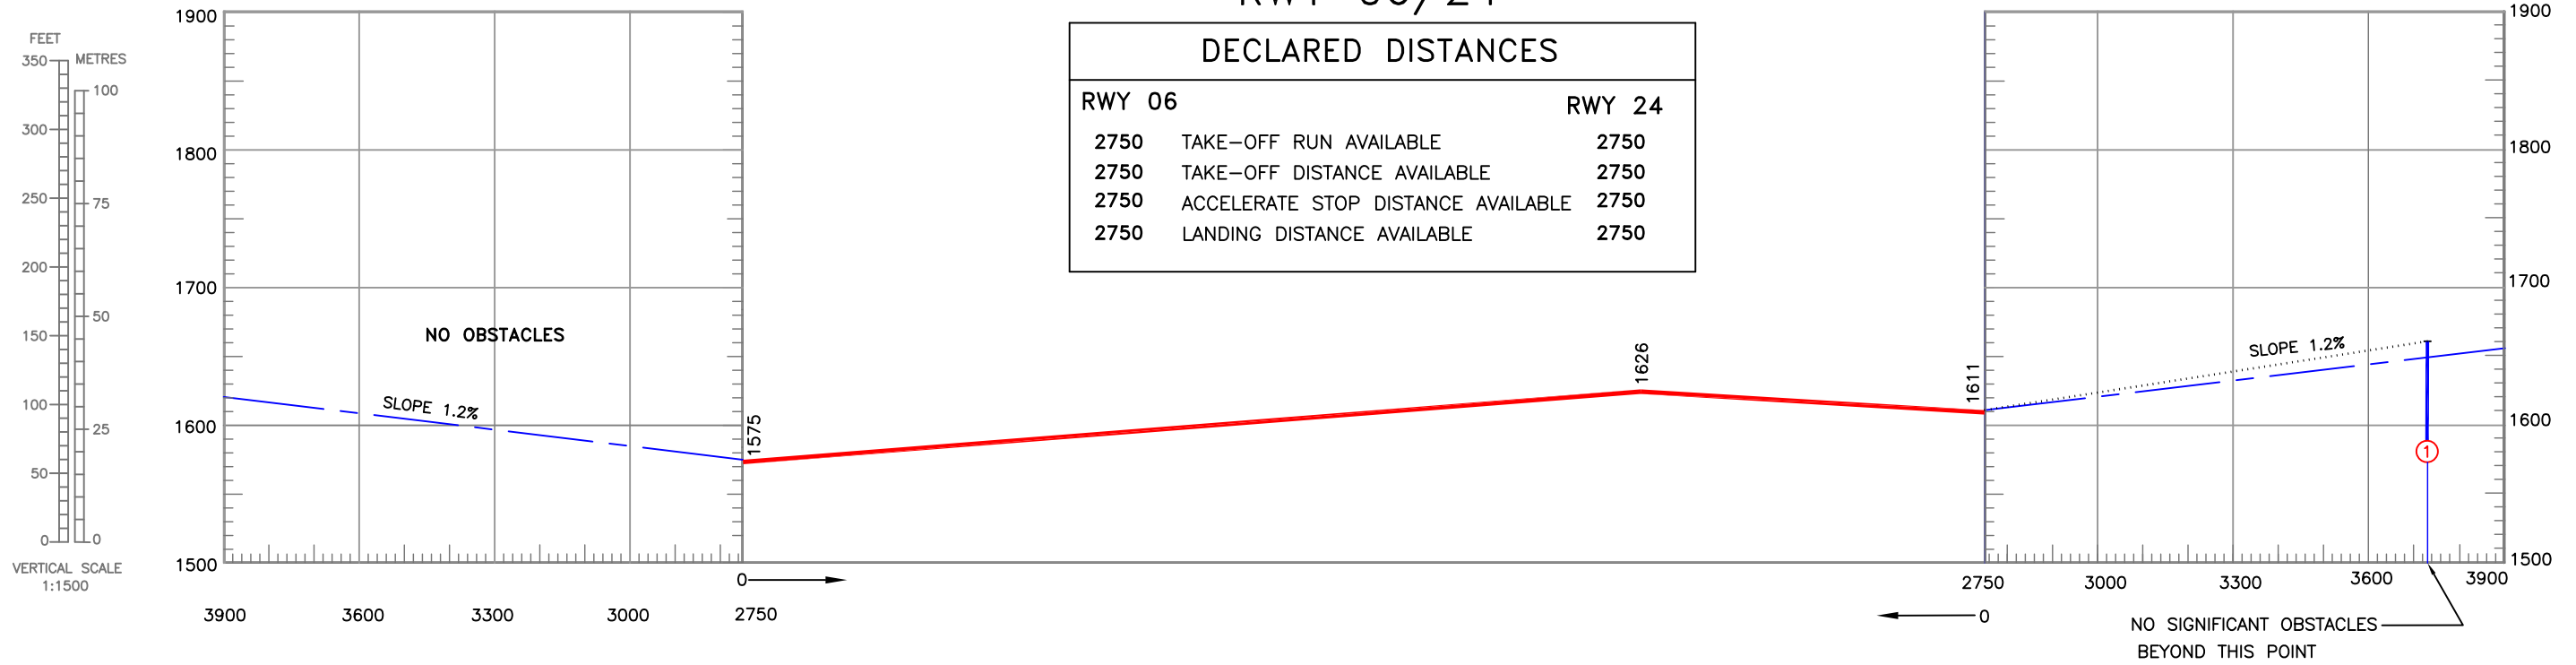 RWY 06/24
DECLARED DISTANCES
RWY 06 RWY 24
2750 TAKE-OFF RUN AVAILABLE 2750
2750 TAKE-OFF DISTANCE AVAILABLE 2750
2750 ACCELERATE STOP DISTANCE AVAILABLE 2750
2750 LANDING DISTANCE AVAILABLE 2750
FEET
METRES
350
300
250
200
150
100
50
0
100
75
50
25
0
VERTICAL SCALE
1:1500
1900
1800
1700
1600
1500
NO OBSTACLES
SLOPE 1.2%
1575
1626
1611
SLOPE 1.2%
1
1900
1800
1700
1600
1500
0
3900 3600 3300 3000 2750
2750 3000 3300 3600 3900
0
NO SIGNIFICANT OBSTACLES
BEYOND THIS POINT